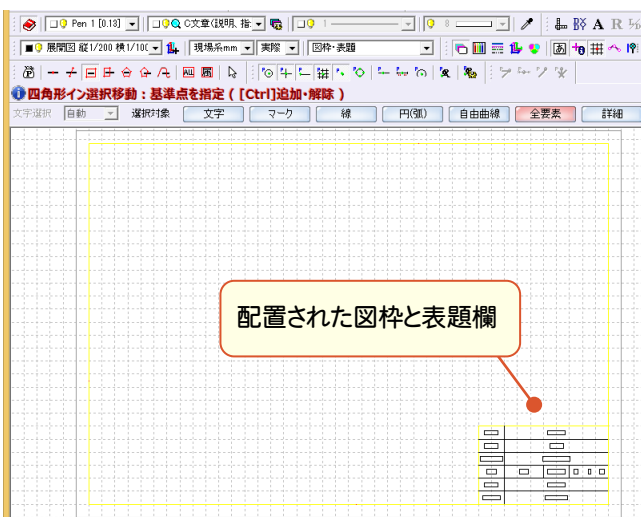 Pen 1 [0.13] C文章(説明、指: 1 8
A R
展開図 縦1/200 横1/100 現場系mm 実際 図枠・表題
四角形イン選択移動：基準点を指定（ [Ctrl]追加・解除 ）
文字選択 自動 選択対象 文字 マーク 線 円(弧) 自由曲線 全要素 詳細
配置された図枠と表題欄